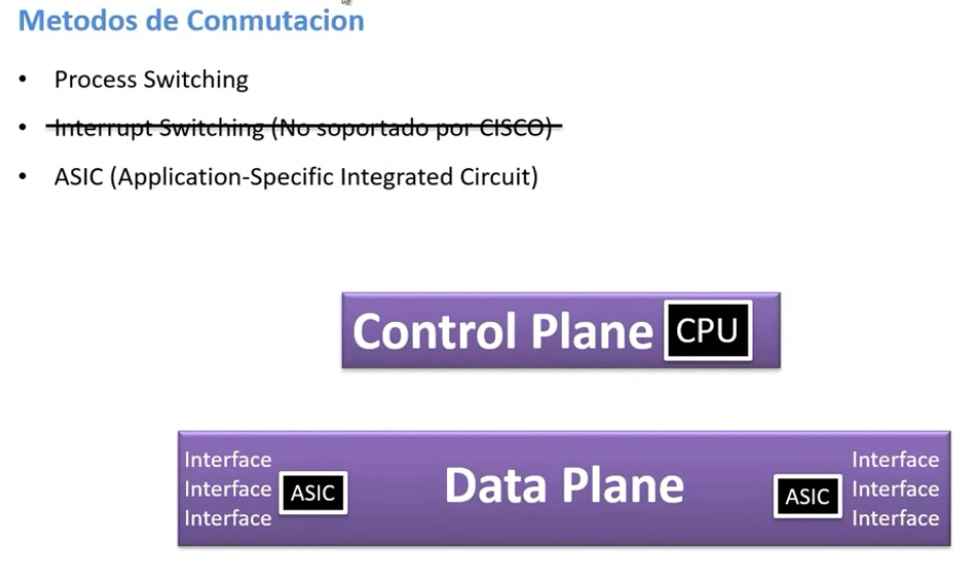 Metodos de Conmutacion
• Process Switching
• Interrupt Switching (No soportado por CISCO)
• ASIC (Application-Specific Integrated Circuit)
Control Plane CPU
Interface
Interface ASIC
Interface
Data Plane
Interface
ASIC Interface
Interface